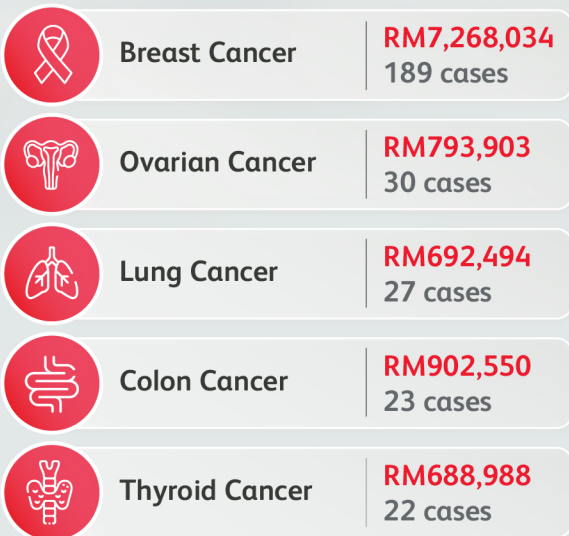 Breast Cancer
RM7,268,034
189 cases
Ovarian Cancer
RM793,903
30 cases
Lung Cancer
RM692,494
27 cases
Colon Cancer
RM902,550
23 cases
Thyroid Cancer
RM688,988
22 cases